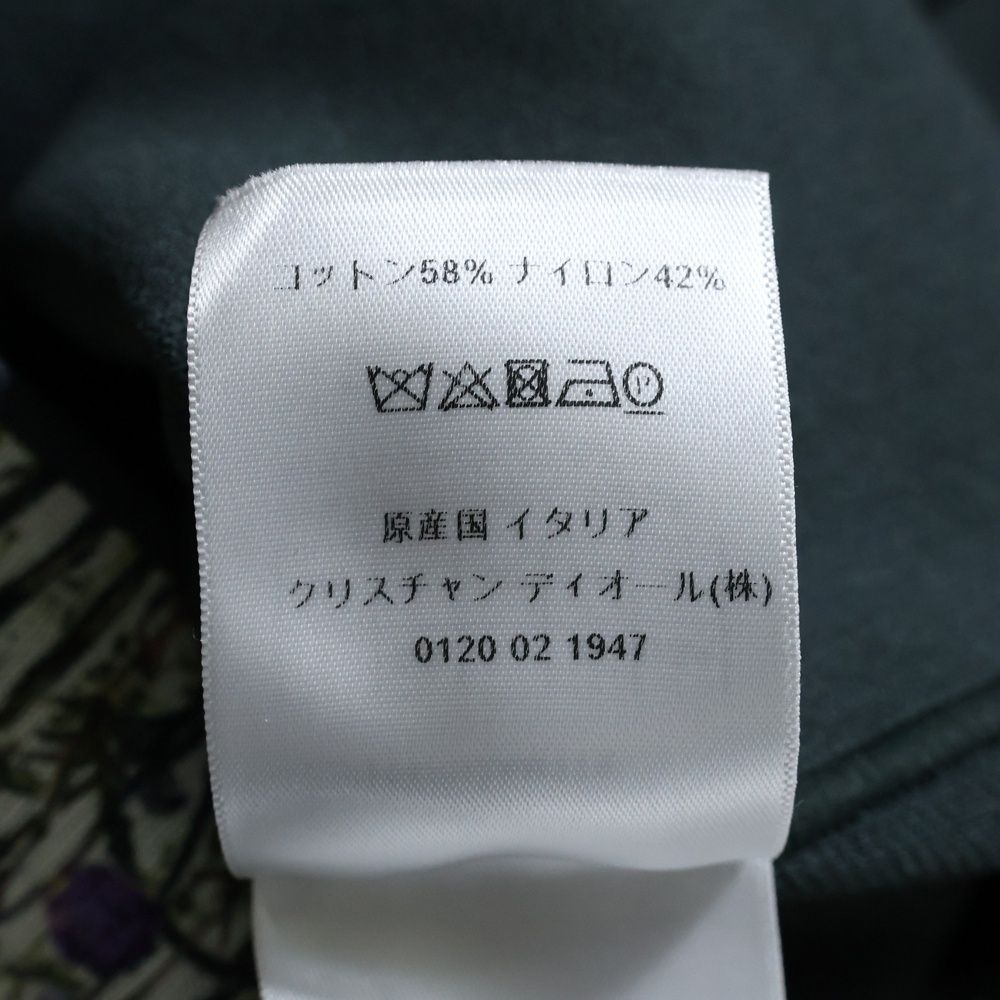 コットン58% ナイロン42%
原産国 イタリア
クリスチャン ディオール(株)
0120 02 1947